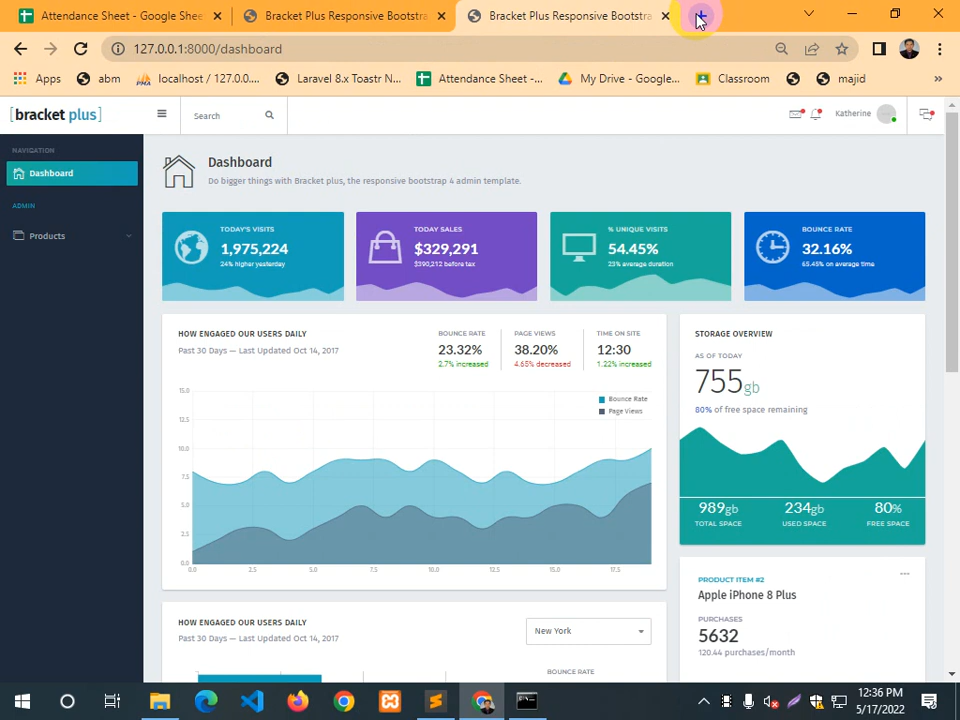 Attendance Sheet - Google Shee
Bracket Plus Responsive Bootstra
Bracket Plus Responsive Bootstra
127.0.0.1:8000/dashboard
Apps
abm
localhost / 127.0.0....
Laravel 8.x Toastr N...
Attendance Sheet -...
My Drive - Google...
Classroom
majid
»
[bracket plus]
Search
Katherine
NAVIGATION
Dashboard
ADMIN
Products
Dashboard
Do bigger things with Bracket plus, the responsive bootstrap 4 admin template.
TODAY'S VISITS
1,975,224
24% higher yesterday
TODAY SALES
$329,291
$390,212 before tax
% UNIQUE VISITS
54.45%
23% average duration
BOUNCE RATE
32.16%
65.45% on average time
HOW ENGAGED OUR USERS DAILY
Past 30 Days — Last Updated Oct 14, 2017
BOUNCE RATE
23.32%
2.7% increased
PAGE VIEWS
38.20%
4.65% decreased
TIME ON SITE
12:30
1.22% increased
15.0
12.5
10.0
7.5
5.0
2.5
0.0
0.0 2.5 5.0 7.5 10.0 12.5 15.0 17.5
Bounce Rate
Page Views
STORAGE OVERVIEW
AS OF TODAY
755gb
80% of free space remaining
989gb
TOTAL SPACE
234gb
USED SPACE
80%
FREE SPACE
HOW ENGAGED OUR USERS DAILY
Past 30 Days — Last Updated Oct 14, 2017
New York
BOUNCE RATE
PRODUCT ITEM #2
Apple iPhone 8 Plus
PURCHASES
5632
120.44 purchases/month
12:36 PM
5/17/2022